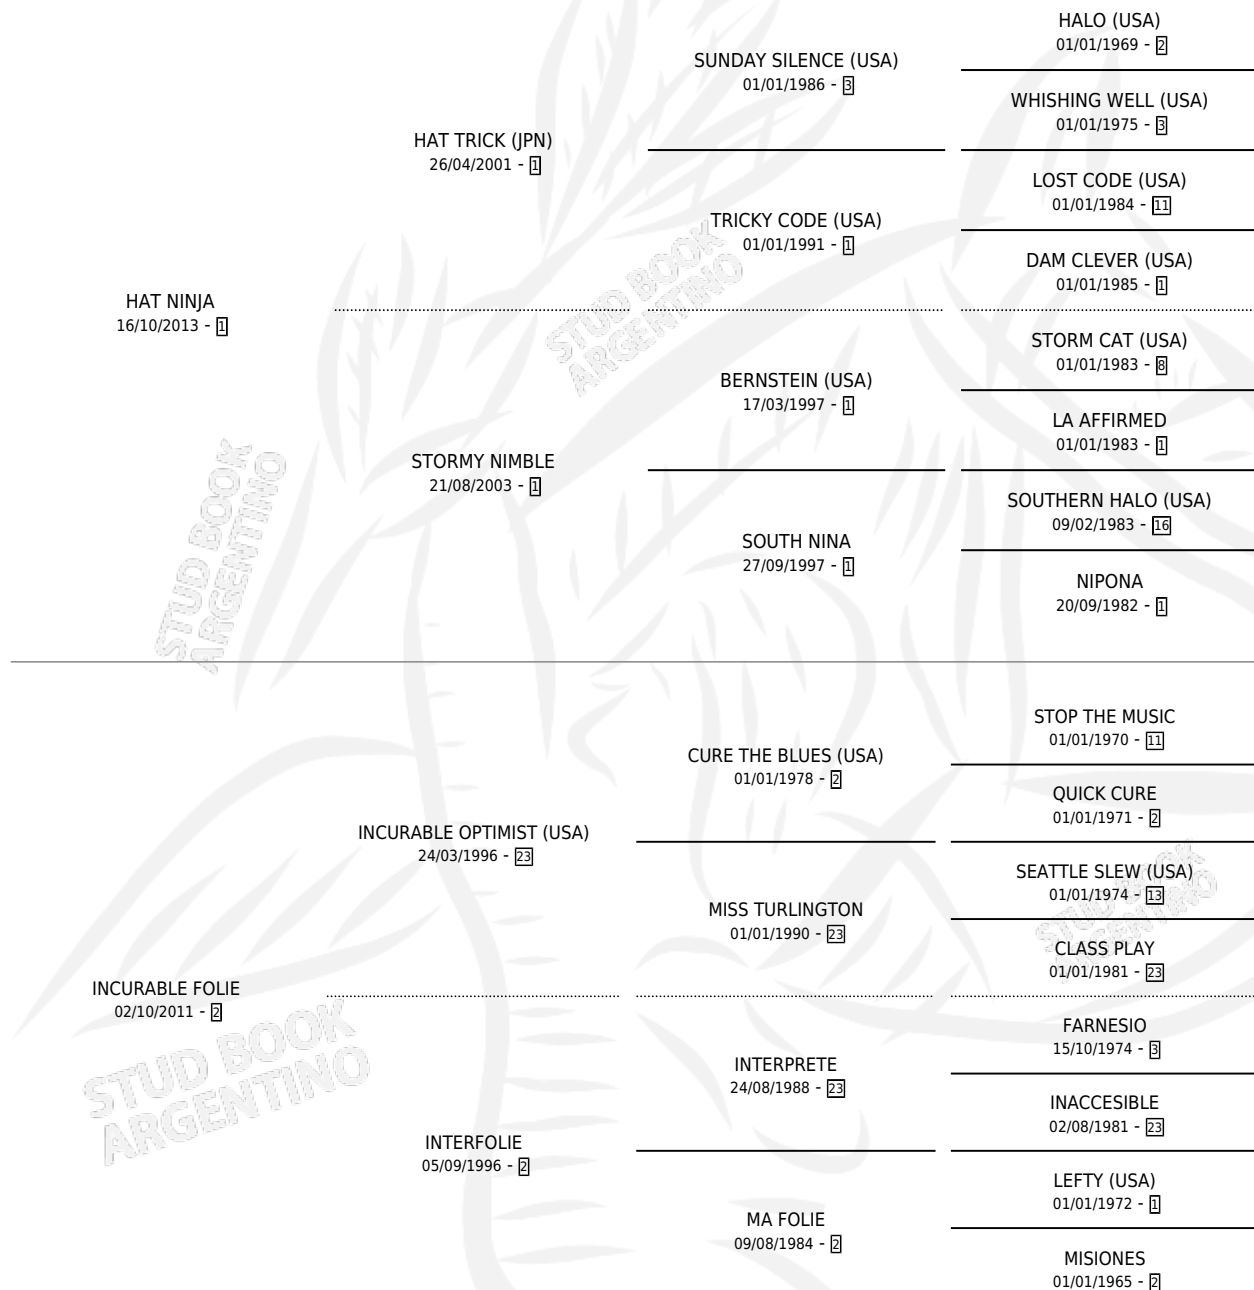 HAT NINJA
16/10/2013 - 1
HAT TRICK (JPN)
26/04/2001 - 1
STORMY NIMBLE
21/08/2003 - 1
SUNDAY SILENCE (USA)
01/01/1986 - 3
TRICKY CODE (USA)
01/01/1991 - 1
BERNSTEIN (USA)
17/03/1997 - 1
SOUTH NINA
27/09/1997 - 1
HALO (USA)
01/01/1969 - 2
WHISHING WELL (USA)
01/01/1975 - 3
LOST CODE (USA)
01/01/1984 - 11
DAM CLEVER (USA)
01/01/1985 - 1
STORM CAT (USA)
01/01/1983 - 8
LA AFFIRMED
01/01/1983 - 1
SOUTHERN HALO (USA)
09/02/1983 - 16
NIPONA
20/09/1982 - 1
INCURABLE FOLIE
02/10/2011 - 2
INCURABLE OPTIMIST (USA)
24/03/1996 - 23
INTERFOLIE
05/09/1996 - 2
CURE THE BLUES (USA)
01/01/1978 - 2
MISS TURLINGTON
01/01/1990 - 23
INTERPRETE
24/08/1988 - 23
MA FOLIE
09/08/1984 - 2
STOP THE MUSIC
01/01/1970 - 11
QUICK CURE
01/01/1971 - 2
SEATTLE SLEW (USA)
01/01/1974 - 13
CLASS PLAY
01/01/1981 - 23
FARNESIO
15/10/1974 - 3
INACCESIBLE
02/08/1981 - 23
LEFTY (USA)
01/01/1972 - 1
MISIONES
01/01/1965 - 2
STUD BOOK
ARGENTINO
STUD BOOK
ARGENTINO
STUD BOOK
ARGENTINO
STUD BOOK
ARGENTINO